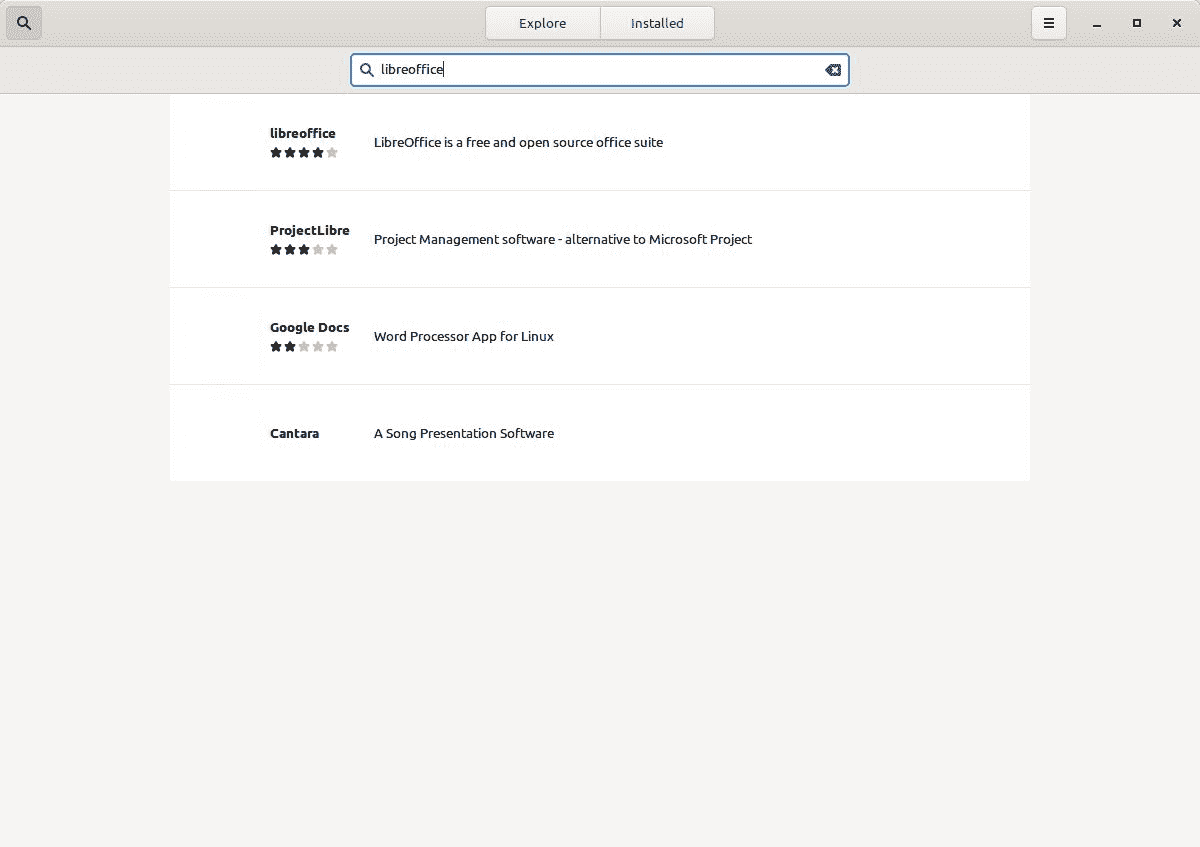 Explore Installed
libreoffice
libreoffice
LibreOffice is a free and open source office suite
ProjectLibre
Project Management software - alternative to Microsoft Project
Google Docs
Word Processor App for Linux
Cantara
A Song Presentation Software